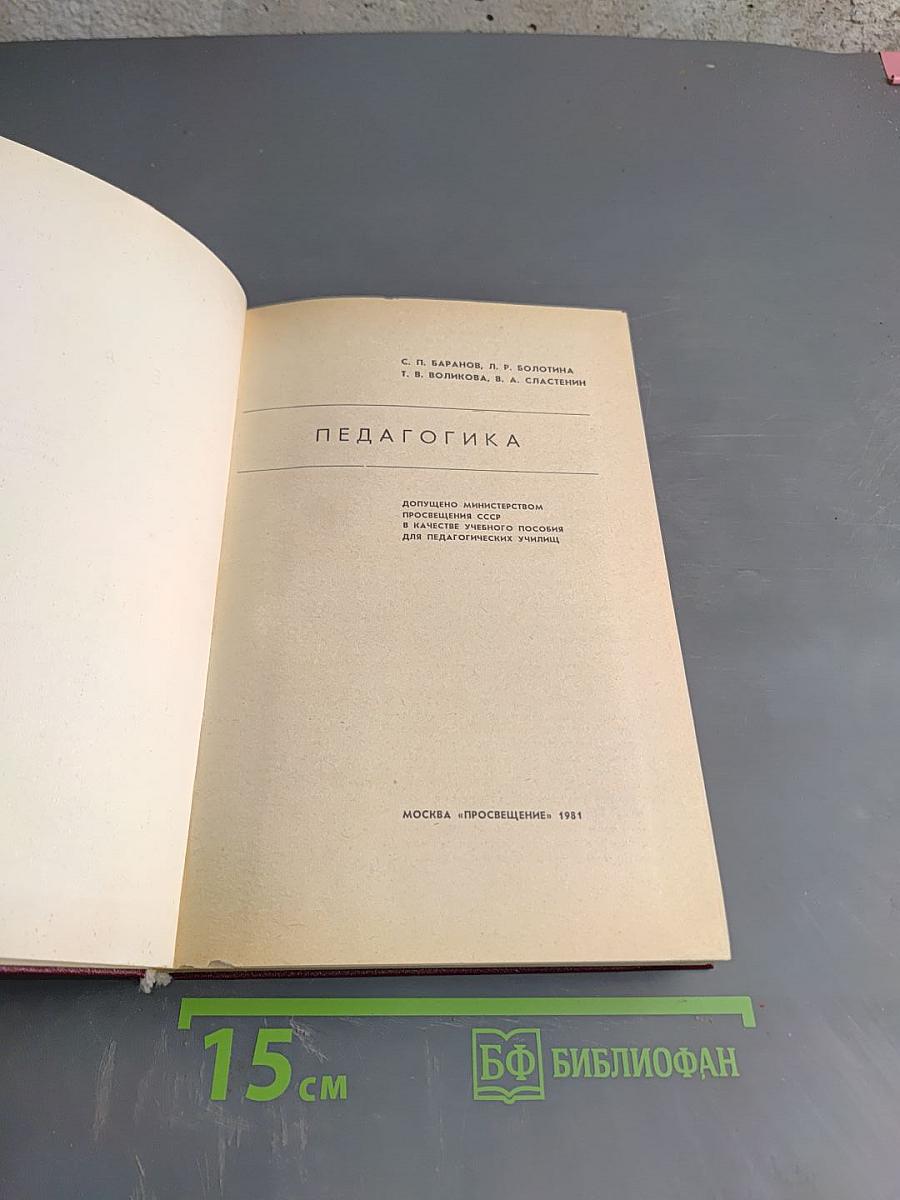 С. П. БАРАНОВ, Л. Р. БОЛОТИНА
Т. В. ВОЛИКОВА, В. А. СЛАСТЕНИН
ПЕДАГОГИКА
ДОПУЩЕНО МИНИСТЕРСТВОМ
ПРОСВЕЩЕНИЯ СССР
В КАЧЕСТВЕ УЧЕБНОГО ПОСОБИЯ
ДЛЯ ПЕДАГОГИЧЕСКИХ УЧИЛИЩ
МОСКВА «ПРОСВЕЩЕНИЕ» 1981
15 см
БФ БИБЛИОФАН